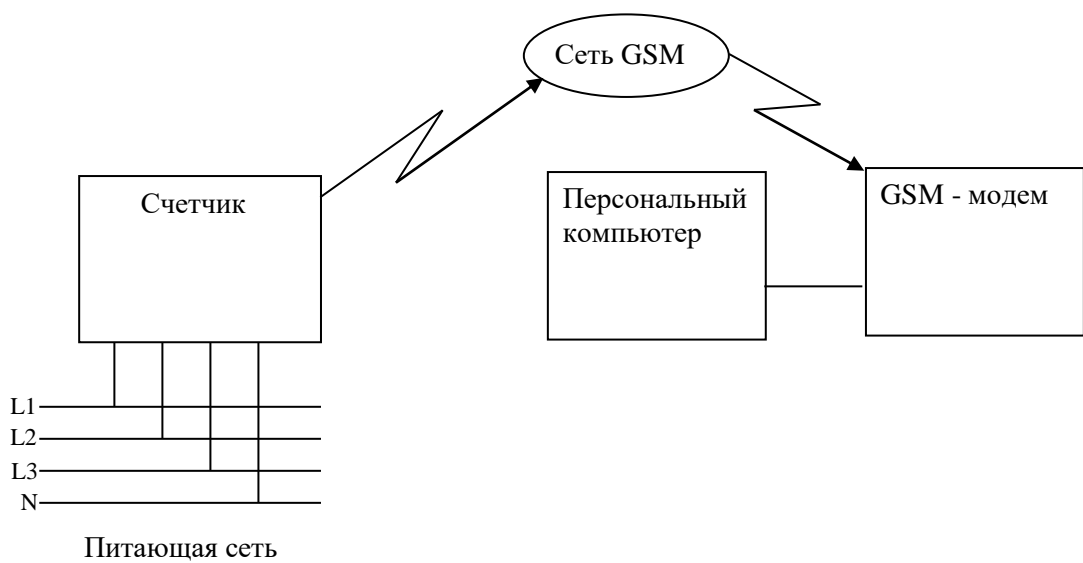 Сеть GSM
Счетчик
Персональный
компьютер
GSM - модем
L1
L2
L3
N
Питающая сеть